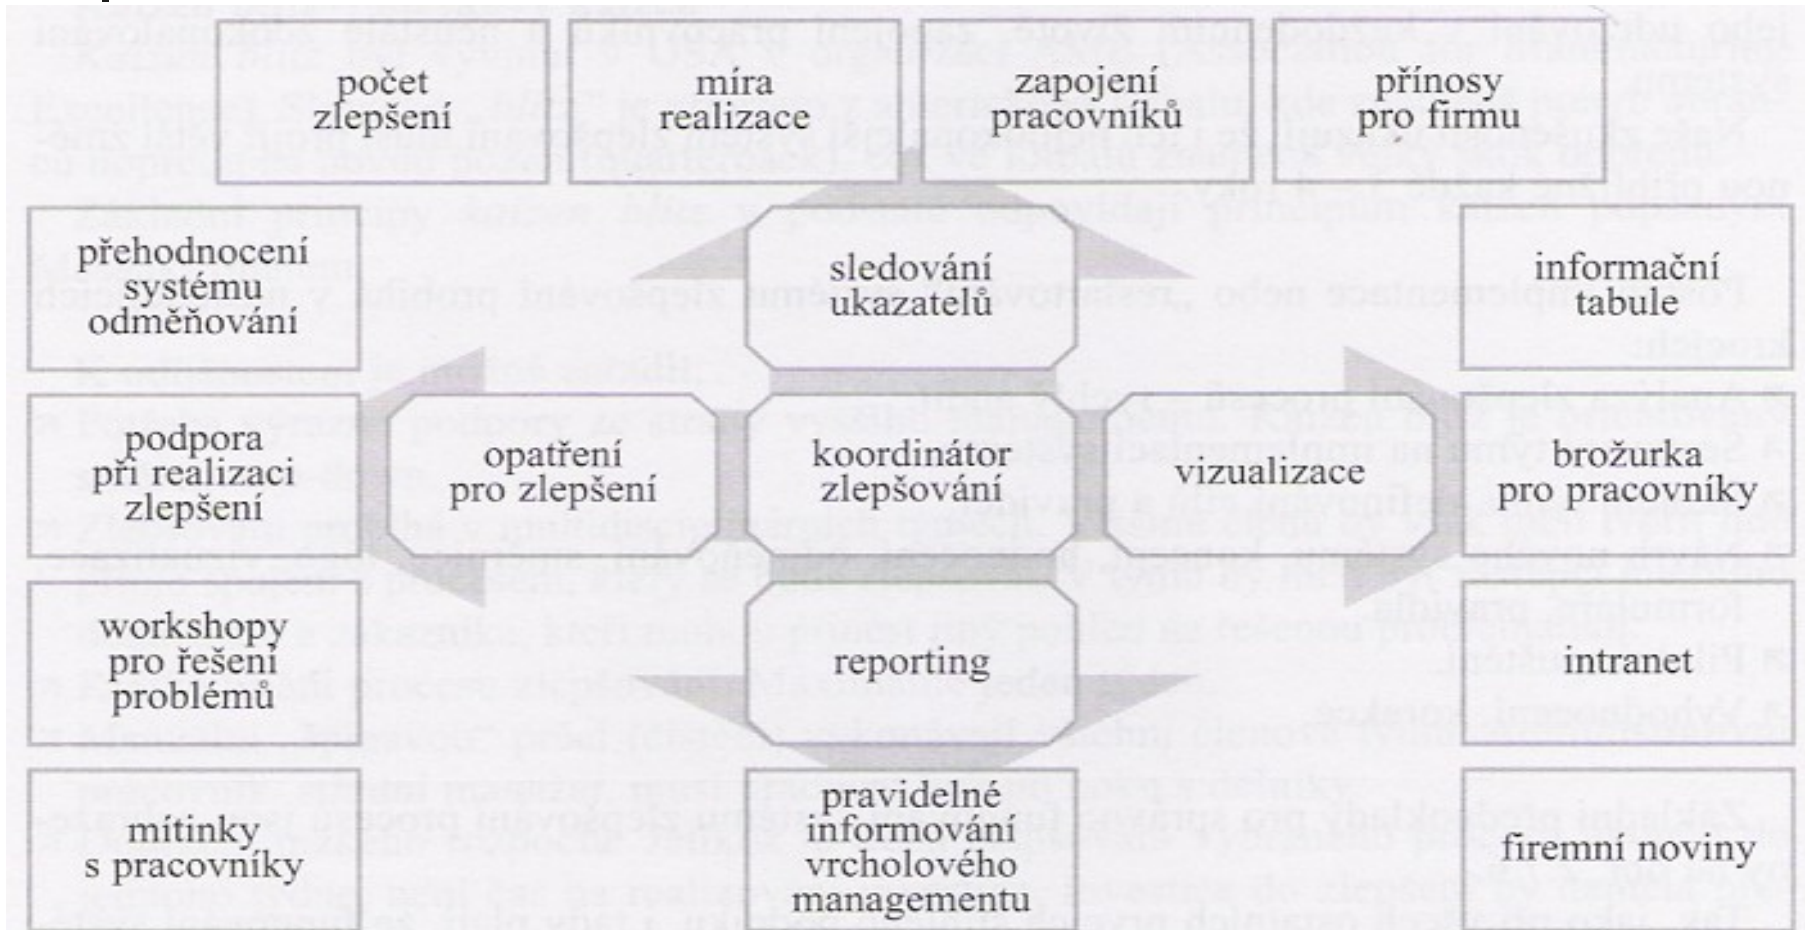 počet
zlepšení
míra
realizace
zapojení
pracovníků
přínosy
pro firmu
přehodnocení
systému
odměňování
sledování
ukazatelů
informační
tabule
podpora
při realizaci
zlepšení
opatření
pro zlepšení
koordinátor
zlepšování
vizualizace
brožurka
pro pracovníky
workshopy
pro řešení
problémů
reporting
intranet
mítinky
s pracovníky
pravidelné
informování
vrcholového
managementu
firemní noviny